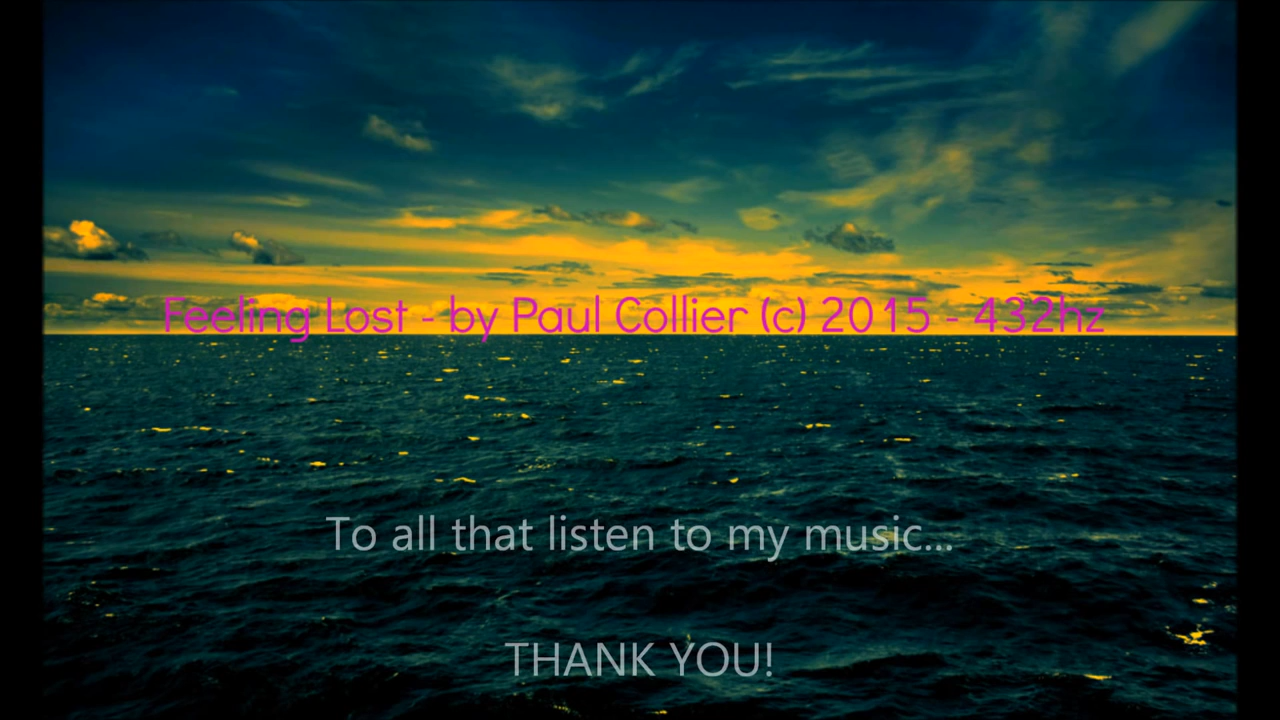 Feeling Lost - by Paul Collier (c) 2015 - 432hz
To all that listen to my music...
THANK YOU!